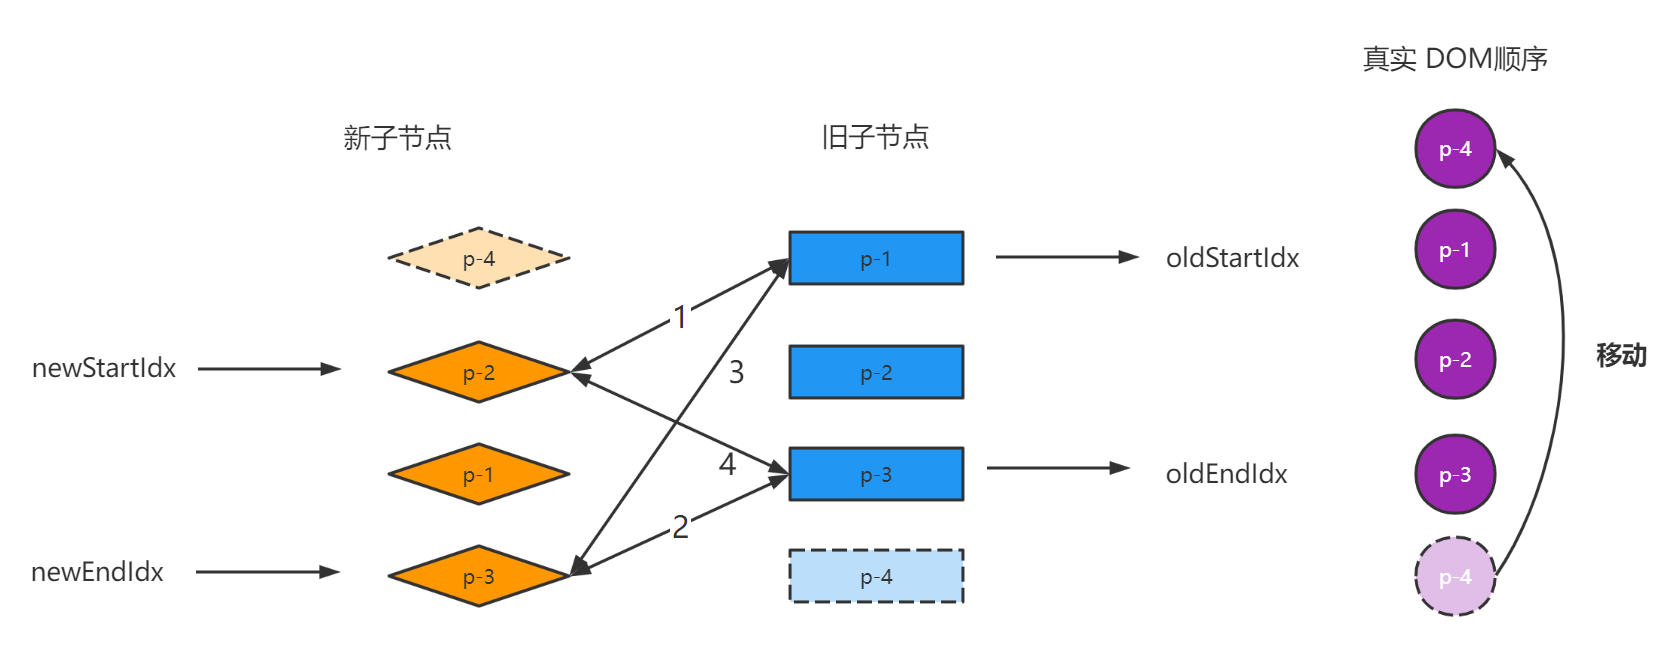 真实 DOM顺序
新子节点
旧子节点
p-4
p-1
oldStartIdx
newStartIdx
p-2
p-2
p-1
p-3
oldEndIdx
newEndIdx
p-3
p-4
1
3
4
2
p-4
p-1
p-2
p-3
p-4
移动